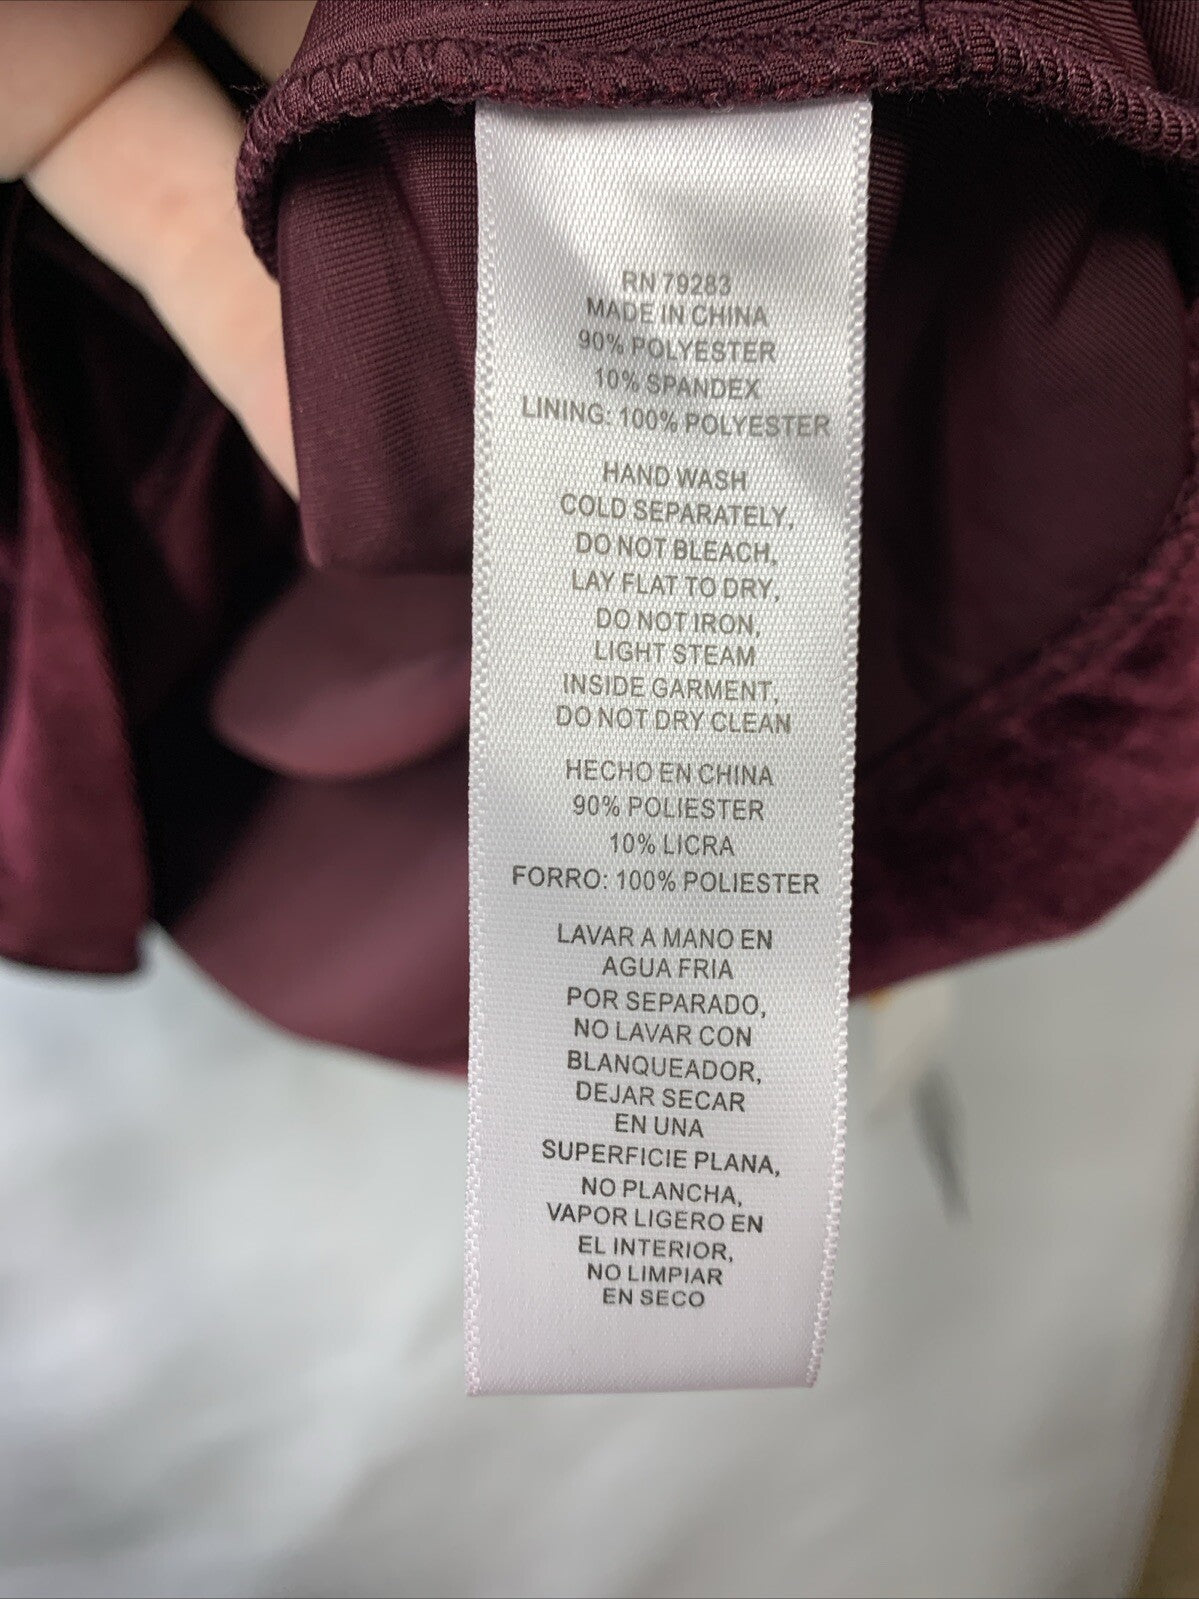 RN 79283
MADE IN CHINA
90% POLYESTER
10% SPANDEX
LINING: 100% POLYESTER
HAND WASH
COLD SEPARATELY,
DO NOT BLEACH,
LAY FLAT TO DRY,
DO NOT IRON,
LIGHT STEAM
INSIDE GARMENT,
DO NOT DRY CLEAN
HECHO EN CHINA
90% POLIESTER
10% LICRA
FORRO: 100% POLIESTER
LAVAR A MANO EN
AGUA FRIA
POR SEPARADO,
NO LAVAR CON
BLANQUEADOR,
DEJAR SECAR
EN UNA
SUPERFICIE PLANA,
NO PLANCHA,
VAPOR LIGERO EN
EL INTERIOR,
NO LIMPIAR
EN SECO